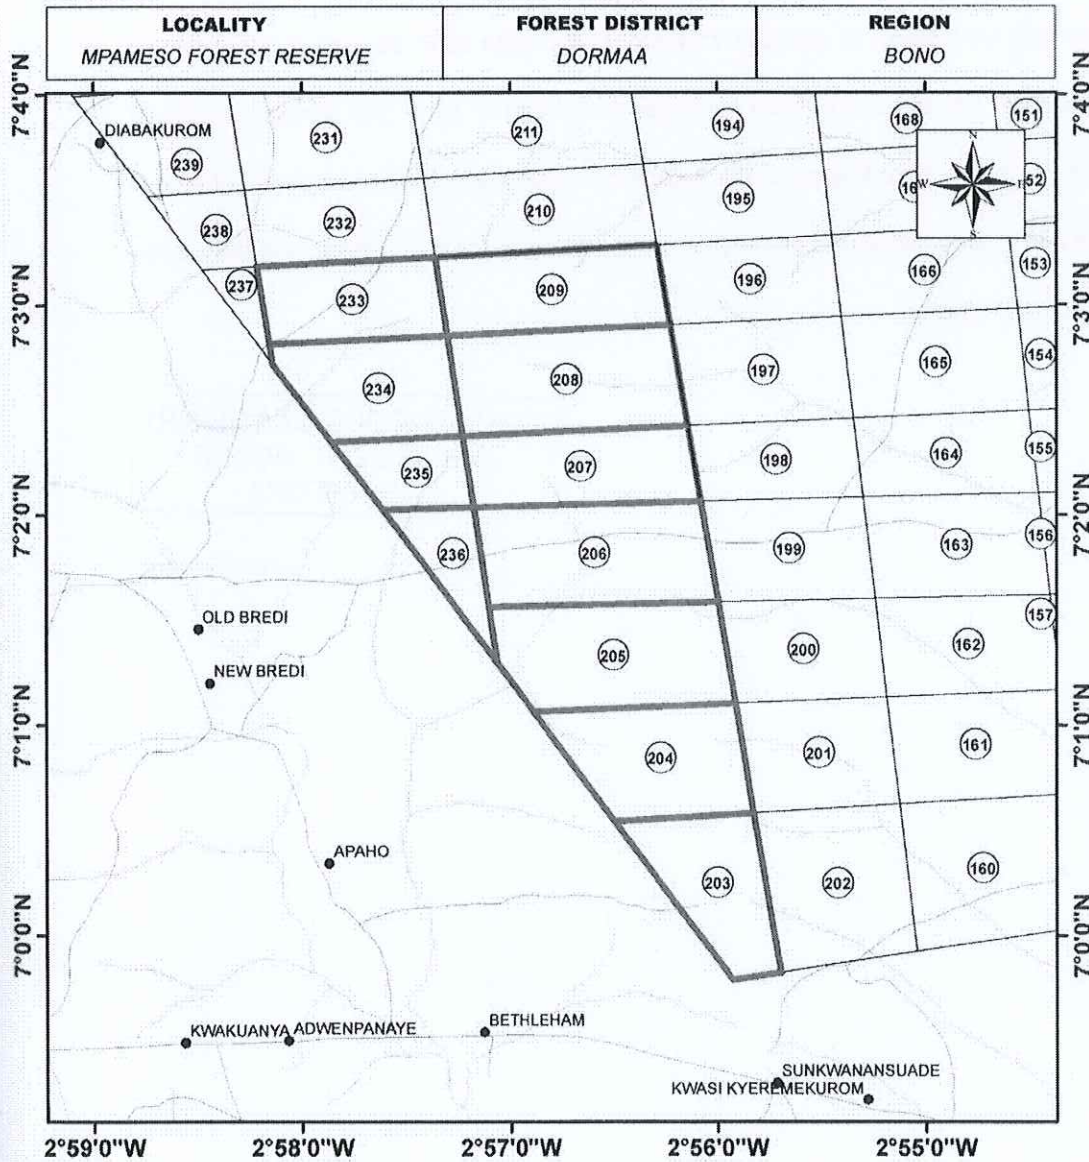 LOCALITY FOREST DISTRICT REGION
MPAMESO FOREST RESERVE DORMAA BONO
7°4'0"N 7°4'0"N
DIABAKUROM
239 231 211 194 168 151
N
W E
S
238 232 210 195 52
237 233 209 196 166 153
7°3'0"N 7°3'0"N
234 208 197 165 154
235 207 198 164 155
7°2'0"N 7°2'0"N
236 206 199 163 156
OLD BREDI
157
NEW BREDI
205 200 162
7°1'0"N 7°1'0"N
204 201 161
APAHO
203 202 160
7°0'0"N 7°0'0"N
KWAKUANYA ADWENPANAYE BETHLEHAM
SUNKWANANSUADE
KWASI KYEREMEKUROM
2°59'0"W 2°58'0"W 2°57'0"W 2°56'0"W 2°55'0"W